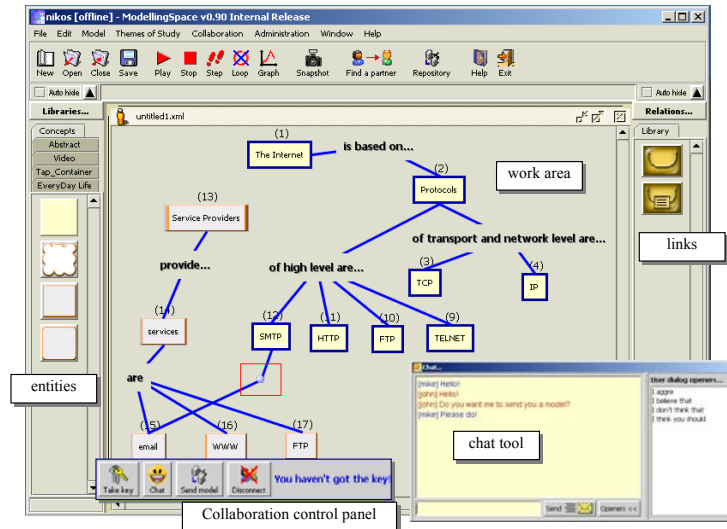 nikos [offline] - ModellingSpace v0.90 Internal Release
File Edit Model Themes of Study Collaboration Administration Window Help
New Open Close Save Play Stop Step Loop Graph Snapshot Find a partner Repository Help Exit
Auto hide
Auto hide
Libraries...
untitled1.xml
Relations...
Concepts
Abstract
Video
Tap_Container
EveryDay Life
Library
(1)
The Internet
is based on...
(2)
Protocols
work area
(13)
Service Providers
of transport and network level are...
links
provide...
of high level are...
(3)
TCP
(4)
IP
(14)
services
(12)
SMTP
(11)
HTTP
(10)
FTP
(9)
TELNET
entities
are
(15)
email
(16)
WWW
(17)
FTP
Chat...
[mike] Hello!
[john] Hello!
[john] Do you want me to send you a model?
[mike] Please do!
User dialog openers...
I aggre
I believe that
I don't think that
I think you should
chat tool
Send
Openers <<
Take key Chat Send model Disconnect
You haven't got the key!
Collaboration control panel